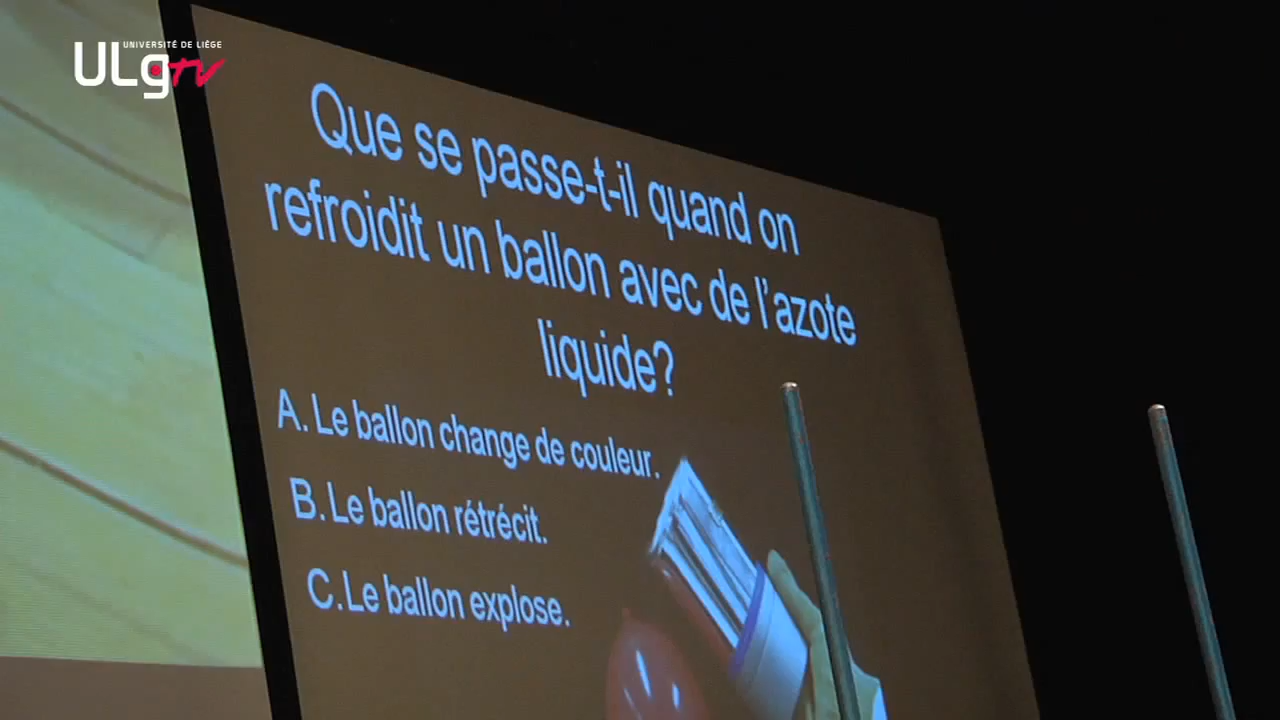 UNIVERSITÉ DE LIÈGE
ULgTV
Que se passe-t-il quand on
refroidit un ballon avec de l'azote
liquide?
A. Le ballon change de couleur.
B. Le ballon rétrécit.
C. Le ballon explose.